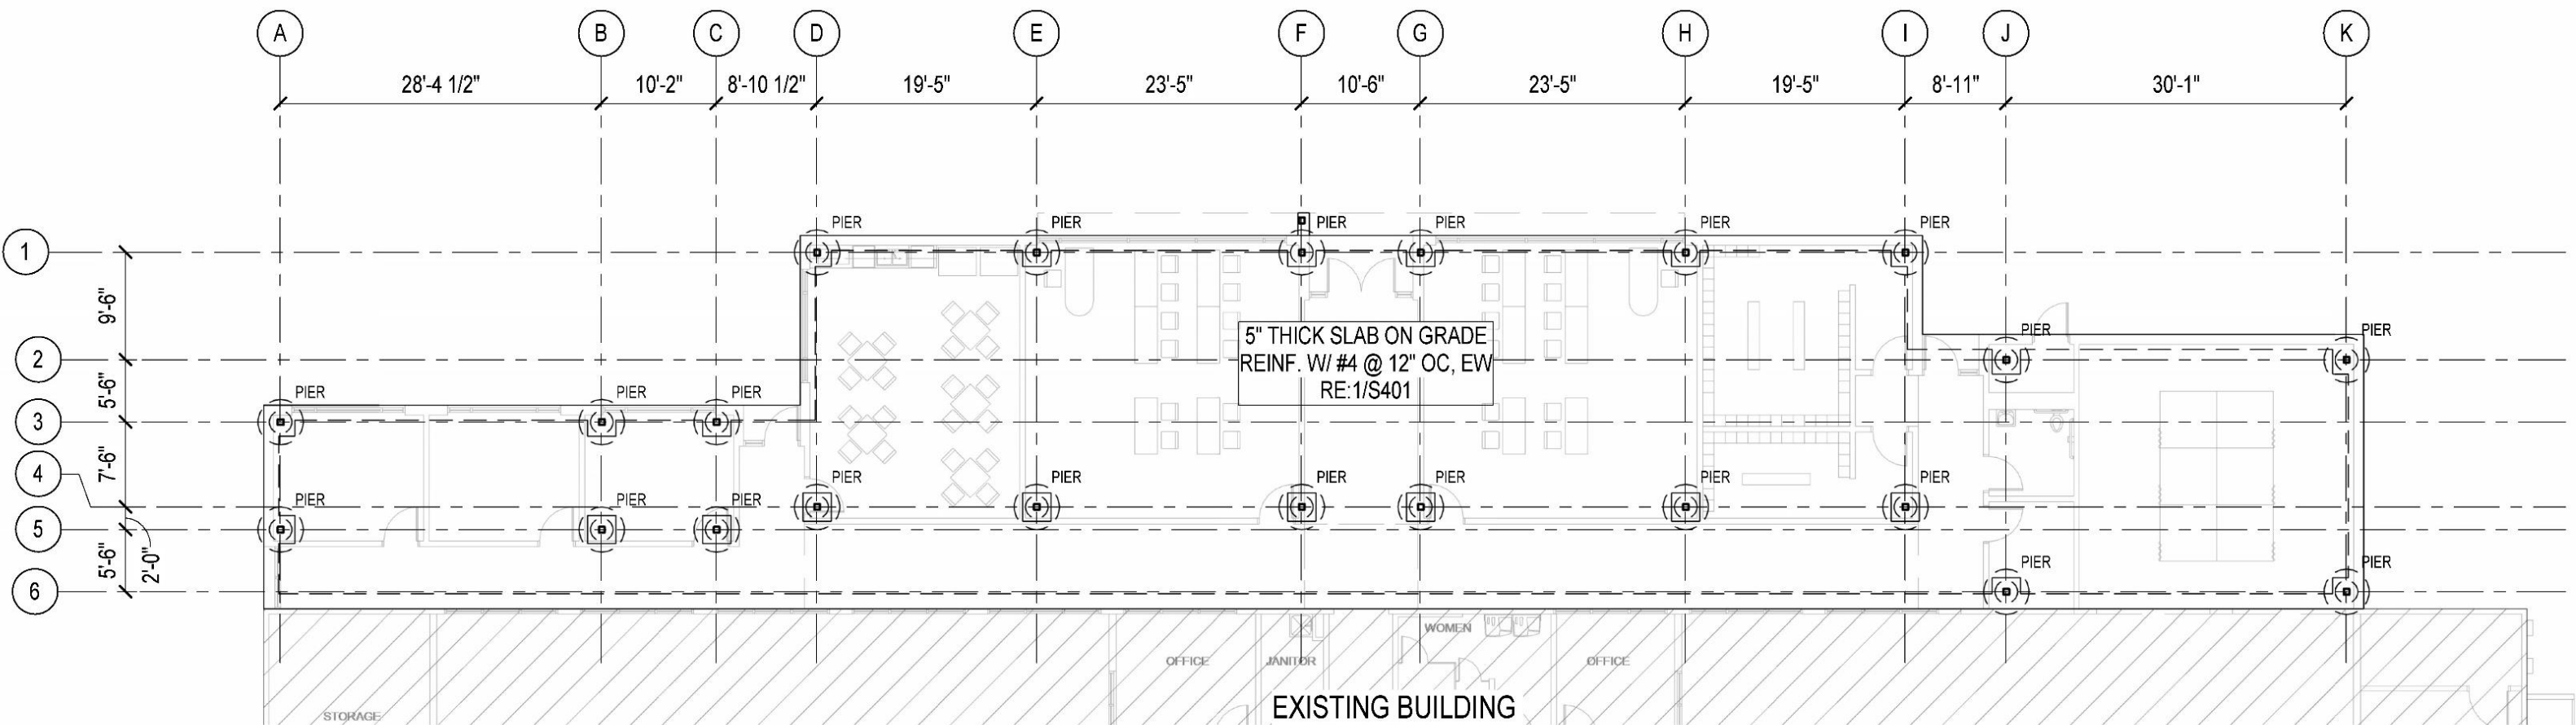 A B C D E F G H I J K
28'-4 1/2" 10'-2" 8'-10 1/2" 19'-5" 23'-5" 10'-6" 23'-5" 19'-5" 8'-11" 30'-1"
PIER PIER PIER PIER PIER PIER
1
9'-6"
5" THICK SLAB ON GRADE
REINF. W/ #4 @ 12" OC, EW
RE:1/S401
PIER PIER
2
5'-6"
PIER PIER PIER
3
7'-6"
4
PIER PIER PIER PIER PIER PIER
PIER PIER PIER
5
2'-0"
5'-6"
PIER PIER
6
WOMEN
OFFICE JANITOR OFFICE
EXISTING BUILDING
STORAGE